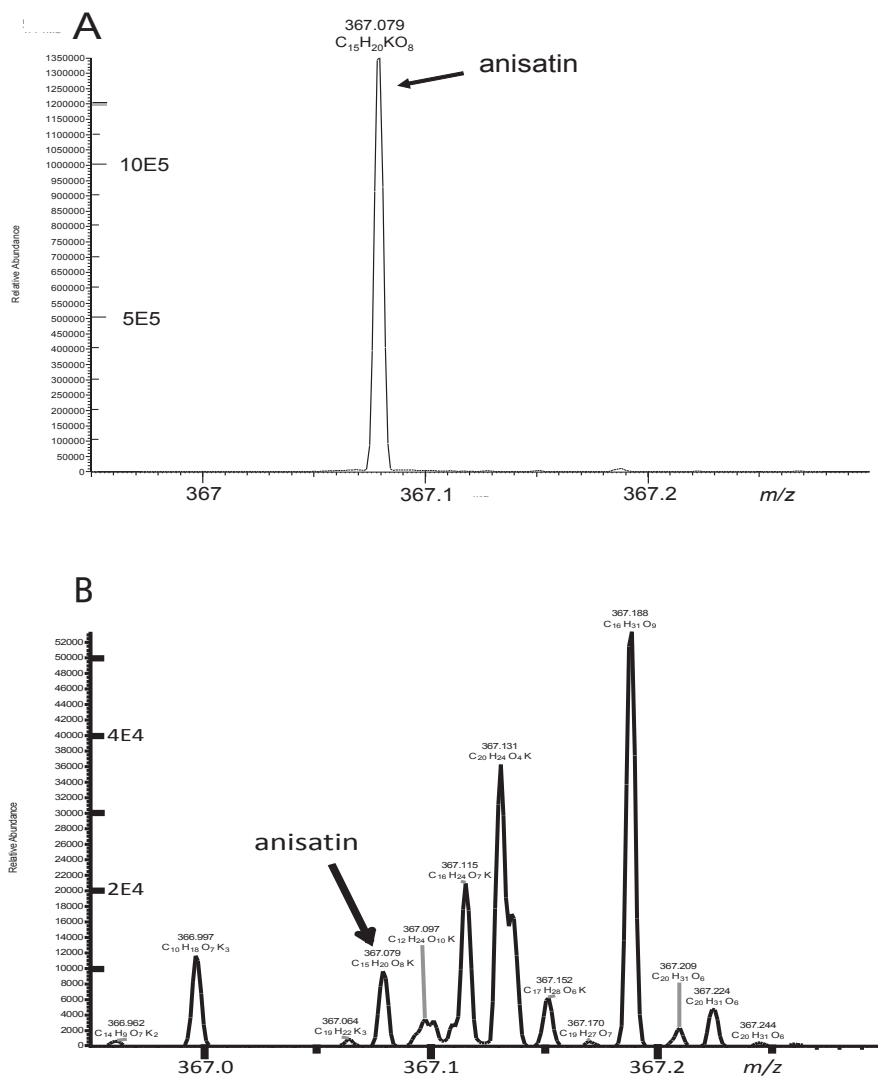 A
367.079
C₁₅H₂₀KO₈
anisatin
1350000
1300000
1250000
1200000
1150000
1100000
1050000
1000000
950000
900000
850000
800000
750000
700000
650000
600000
550000
500000
450000
400000
350000
300000
250000
200000
150000
100000
50000
0
10E5
5E5
Relative Abundance
367
367.1
367.2
m/z
B
367.188
C₁₆ H₃₁ O₉
52000
50000
48000
46000
44000
42000
40000
38000
36000
34000
32000
30000
28000
26000
24000
22000
20000
18000
16000
14000
12000
10000
8000
6000
4000
2000
0
4E4
2E4
Relative Abundance
367.131
C₂₀ H₂₄ O₄ K
anisatin
367.115
C₁₆ H₂₄ O₇ K
366.997
C₁₀ H₁₈ O₇ K₃
367.097
C₁₂ H₂₄ O₁₀ K
367.079
C₁₅ H₂₀ O₈ K
367.152
C₁₇ H₂₈ O₆ K
367.209
C₂₀ H₃₁ O₆
367.224
C₂₀ H₃₁ O₆
366.962
C₁₄ H₉ O₇ K₂
367.064
C₁₉ H₂₂ K₃
367.170
C₁₉ H₂₇ O₇
367.244
C₂₀ H₃₁ O₆
367.0
367.1
367.2
m/z